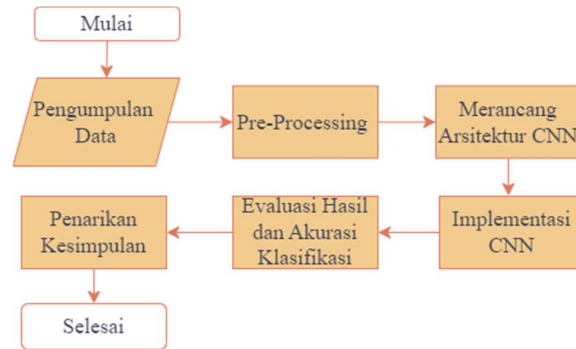 Mulai
Pengumpulan
Data
Pre-Processing
Merancang
Arsitektur CNN
Implementasi
CNN
Evaluasi Hasil
dan Akurasi
Klasifikasi
Penarikan
Kesimpulan
Selesai